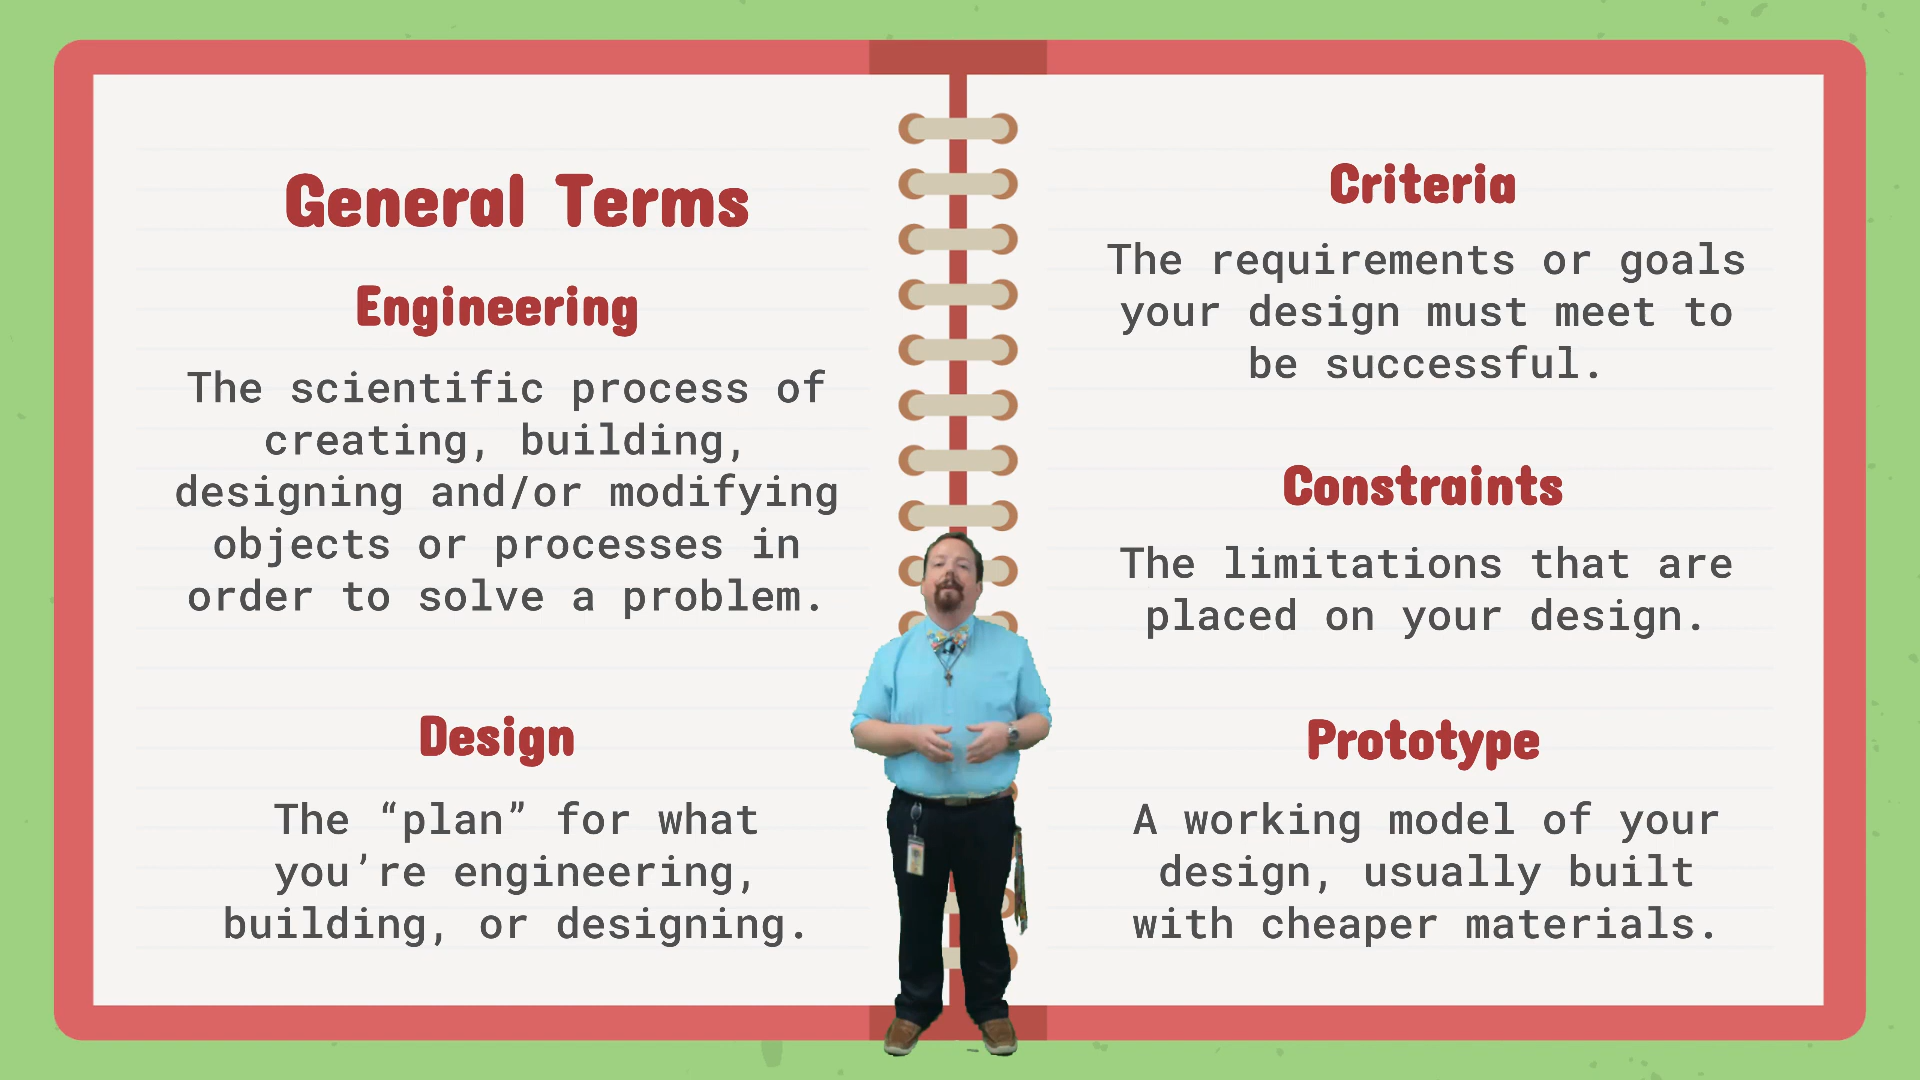 General Terms
Engineering
The scientific process of
creating, building,
designing and/or modifying
objects or processes in
order to solve a problem.
Design
The “plan” for what
you’re engineering,
building, or designing.
Criteria
The requirements or goals
your design must meet to
be successful.
Constraints
The limitations that are
placed on your design.
Prototype
A working model of your
design, usually built
with cheaper materials.